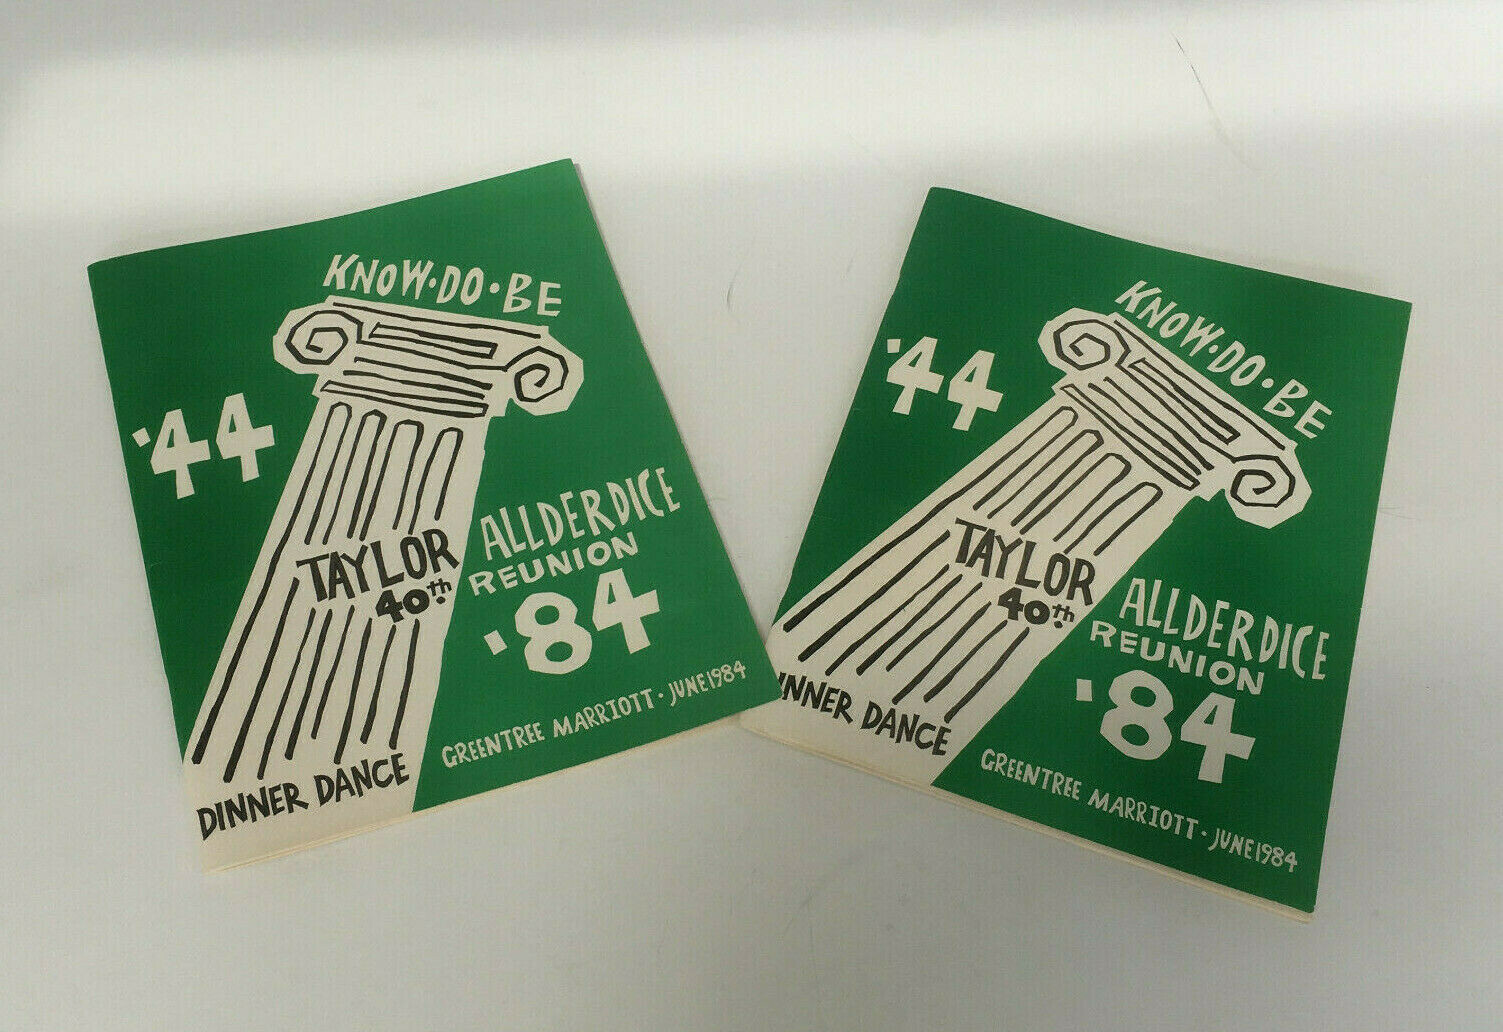 KNOW·DO·BE
'44
TAYLOR
40th
ALLDERDICE
REUNION
'84
GREENTREE MARRIOTT · JUNE 1984
DINNER DANCE
KNOW·DO·BE
'44
TAYLOR
40th
ALLDERDICE
REUNION
'84
GREENTREE MARRIOTT · JUNE 1984
INNER DANCE